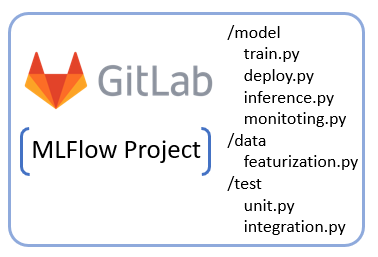 GitLab
MLFlow Project
/model
train.py
deploy.py
inference.py
monitoting.py
/data
featurization.py
/test
unit.py
integration.py